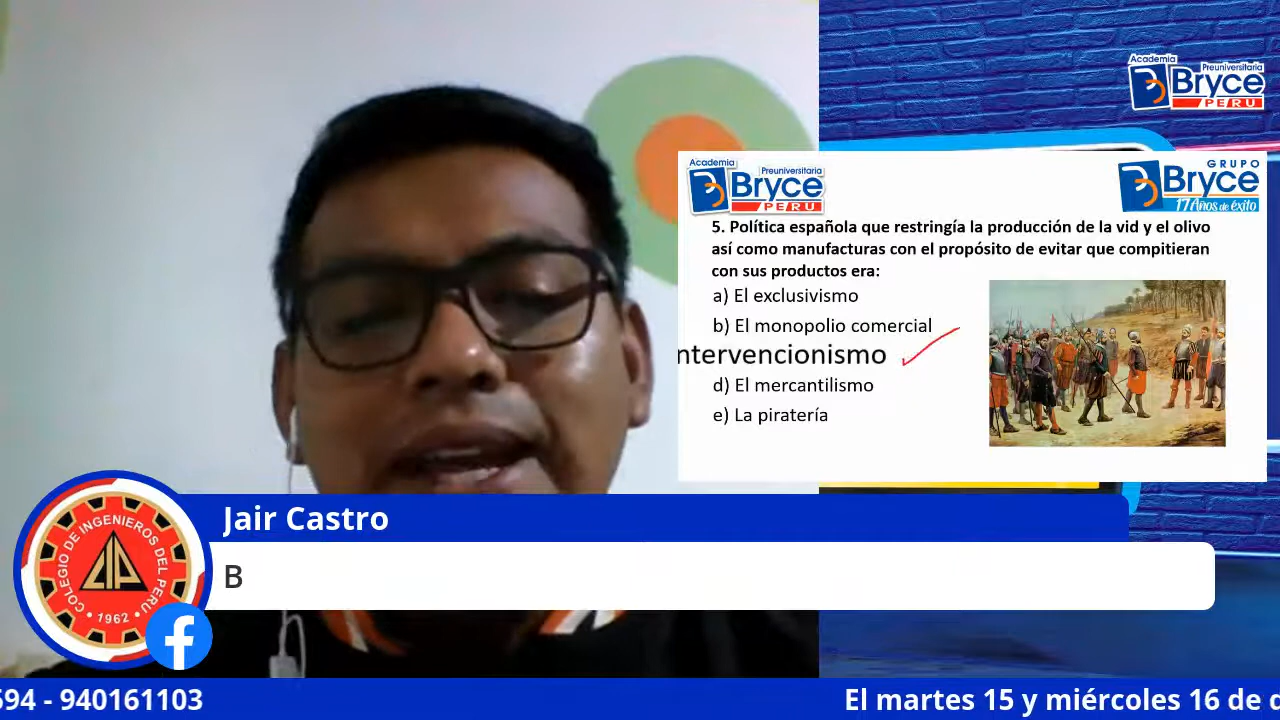 Academia
Preuniversitaria
Bryce
PERU
Academia
Preuniversitaria
Bryce
PERU
GRUPO
Bryce
17Años de éxito
5. Política española que restringía la producción de la vid y el olivo
así como manufacturas con el propósito de evitar que compitieran
con sus productos era:
a) El exclusivismo
b) El monopolio comercial
ntervencionismo
d) El mercantilismo
e) La piratería
Jair Castro
B
COLEGIO DE INGENIEROS DEL PERU
CIP
1962
594 - 940161103
El martes 15 y miércoles 16 de d